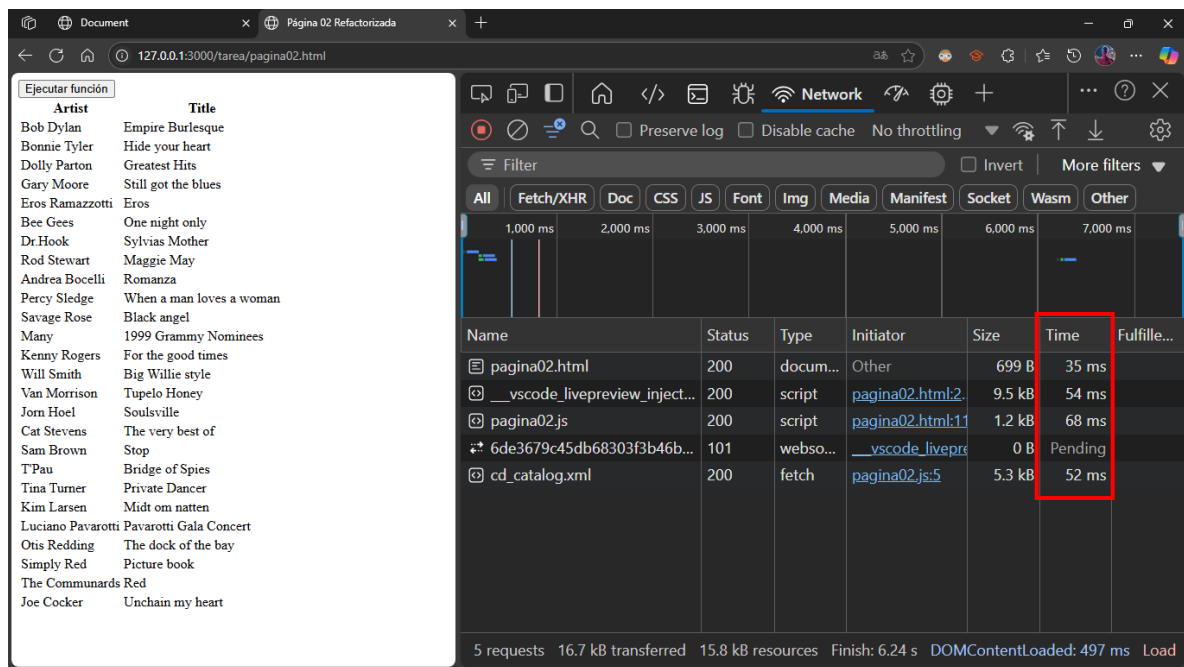 Document
Página 02 Refactorizada
127.0.0.1:3000/tarea/pagina02.html
Ejecutar función
Artist Title
Bob Dylan Empire Burlesque
Bonnie Tyler Hide your heart
Dolly Parton Greatest Hits
Gary Moore Still got the blues
Eros Ramazzotti Eros
Bee Gees One night only
Dr.Hook Sylvias Mother
Rod Stewart Maggie May
Andrea Bocelli Romanza
Percy Sledge When a man loves a woman
Savage Rose Black angel
Many 1999 Grammy Nominees
Kenny Rogers For the good times
Will Smith Big Willie style
Van Morrison Tupelo Honey
Jorn Hoel Soulsville
Cat Stevens The very best of
Sam Brown Stop
T'Pau Bridge of Spies
Tina Turner Private Dancer
Kim Larsen Midt om natten
Luciano Pavarotti Pavarotti Gala Concert
Otis Redding The dock of the bay
Simply Red Picture book
The Communards Red
Joe Cocker Unchain my heart
Network
Preserve log Disable cache No throttling
Filter Invert More filters
All Fetch/XHR Doc CSS JS Font Img Media Manifest Socket Wasm Other
1,000 ms 2,000 ms 3,000 ms 4,000 ms 5,000 ms 6,000 ms 7,000 ms
Name Status Type Initiator Size Time Fulfille...
pagina02.html 200 docum... Other 699 B 35 ms
___vscode_livepreview_inject... 200 script pagina02.html:2. 9.5 kB 54 ms
pagina02.js 200 script pagina02.html:11 1.2 kB 68 ms
6de3679c45db68303f3b46b... 101 webso... ___vscode_livepre 0 B Pending
cd_catalog.xml 200 fetch pagina02.js:5 5.3 kB 52 ms
5 requests 16.7 kB transferred 15.8 kB resources Finish: 6.24 s DOMContentLoaded: 497 ms Load